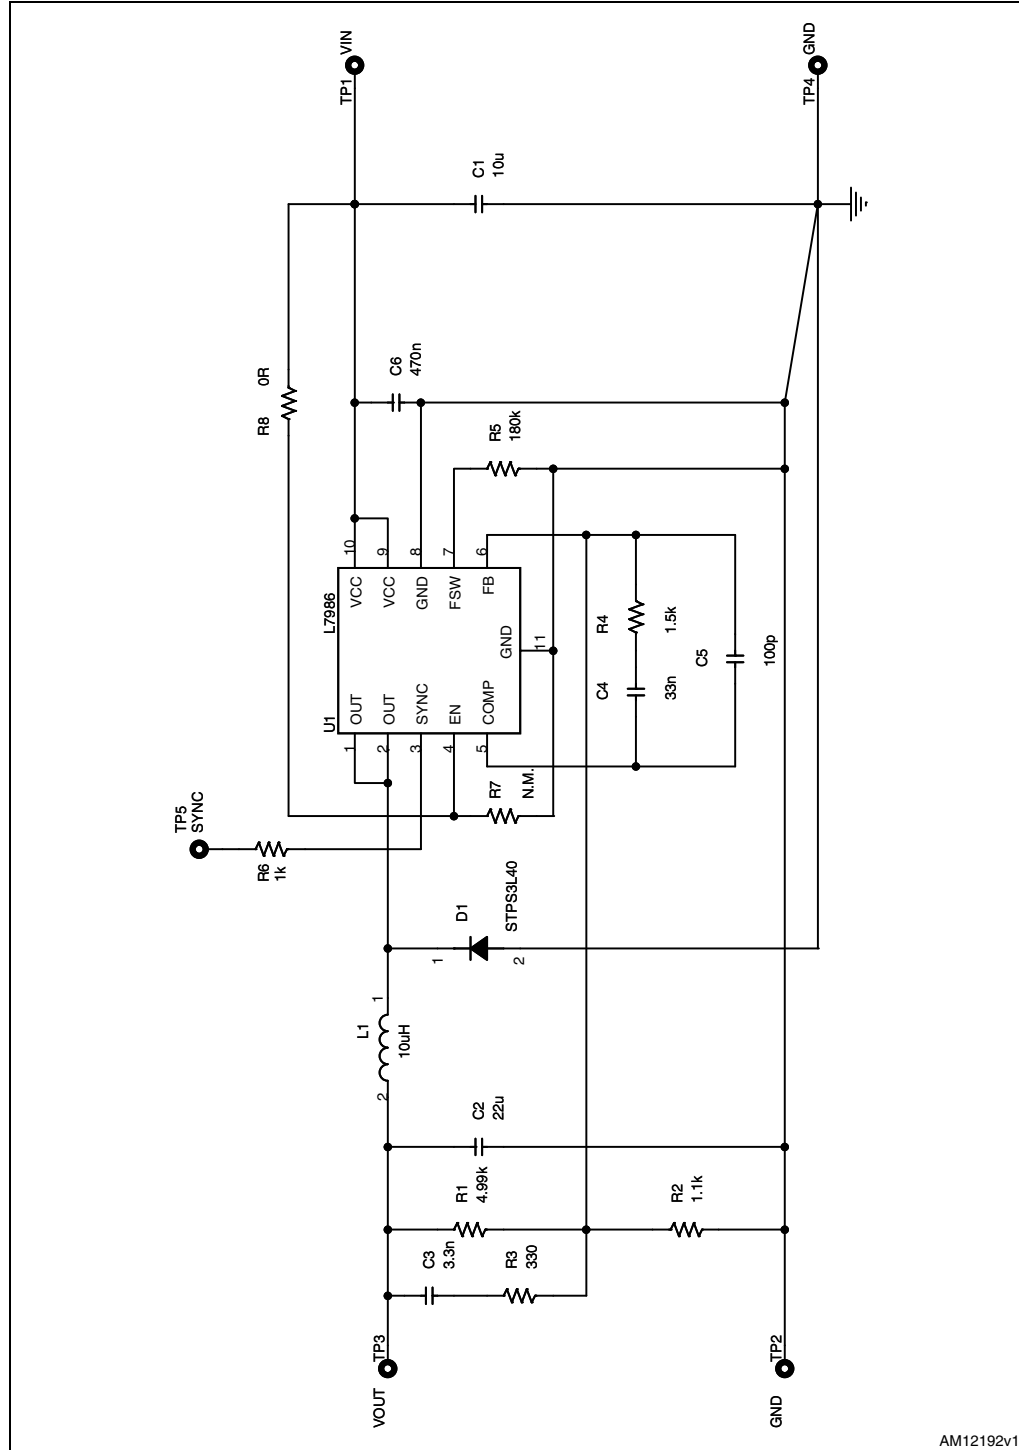 TP1 VIN
TP4 GND
C1
10u
R8 0R
C6
470n
R5
180k
U1 L7986
1 OUT VCC 10
2 OUT VCC 9
3 SYNC GND 8
4 EN FSW 7
5 COMP FB 6
GND
11
R4
1.5k
C4
33n
C5
100p
R7
N.M.
TP5
SYNC
R6
1k
D1
STPS3L40
1
2
L1
10uH
1
2
C2
22u
R1
4.99k
R2
1.1k
C3
3.3n
R3
330
VOUT TP3
GND TP2
AM12192v1